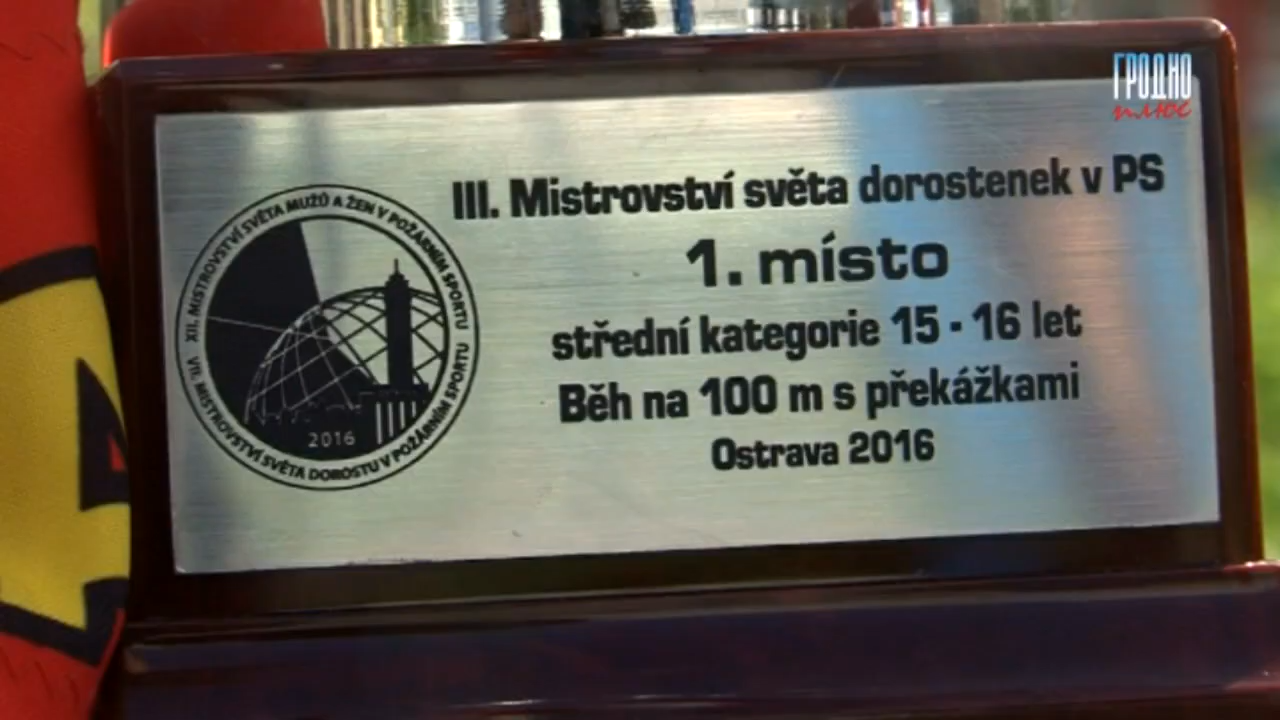 ГРОДНО
плюс
III. Mistrovství světa dorostenek v PS
1. místo
střední kategorie 15 - 16 let
Běh na 100 m s překážkami
Ostrava 2016
XII. MISTROVSTVÍ SVĚTA MUŽŮ A ŽEN V POŽÁRNÍM SPORTU
VII. MISTROVSTVÍ SVĚTA DOROSTU V POŽÁRNÍM SPORTU
2016